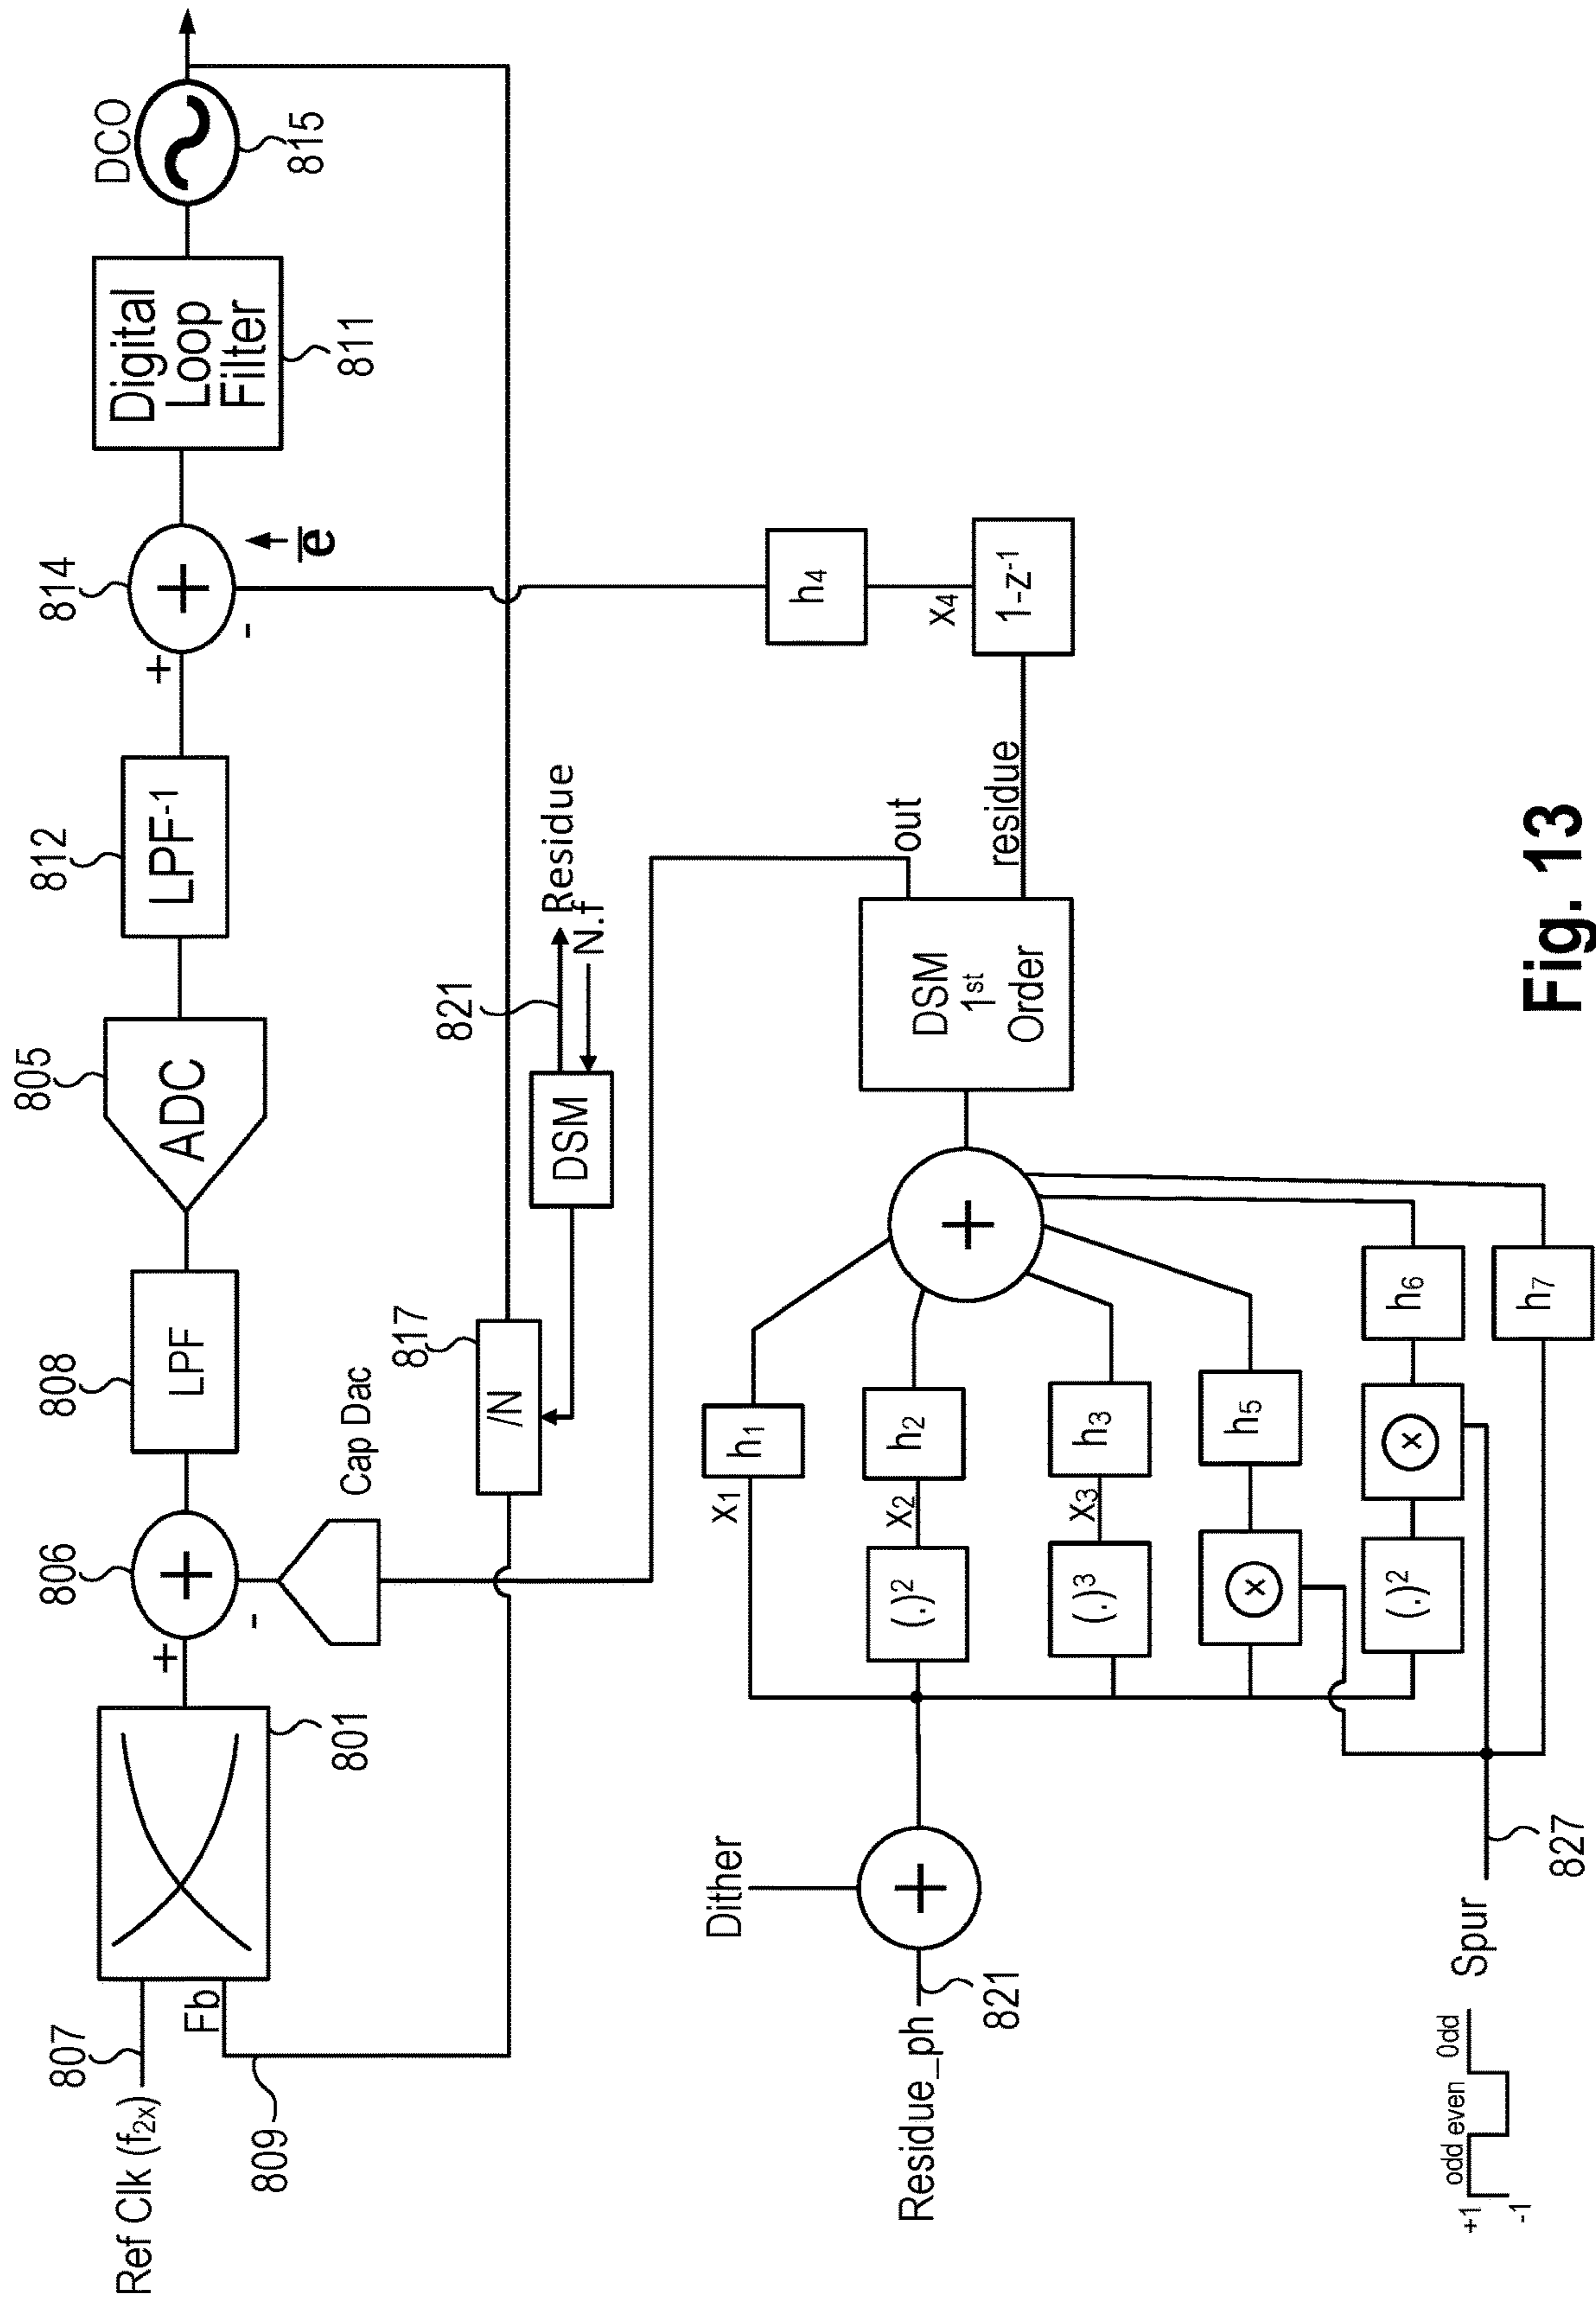 807
Ref Clk (f2x)
Fb
809
801
+
-
806
+
Cap Dac
808
LPF
805
ADC
812
LPF-1
+
-
814
+
e
Digital
Loop
Filter
811
DCO
815
817
/N
DSM
821
Residue
N.f
Dither
Residue_ph
821
+
x1
h1
(.)2
x2
h2
(.)3
x3
h3
x
h5
(.)2
x
h6
h7
+
DSM
1st
Order
out
residue
1-z-1
x4
h4
+1
-1
odd
even
Odd
Spur
827
Fig. 13